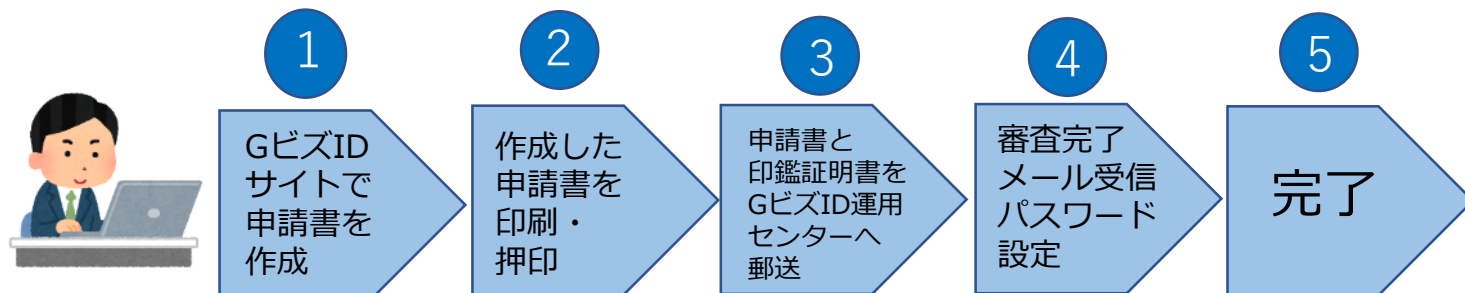 1
GビズID
サイトで
申請書を
作成
2
作成した
申請書を
印刷・
押印
3
申請書と
印鑑証明書を
GビズID運用
センターへ
郵送
4
審査完了
メール受信
パスワード
設定
5
完了